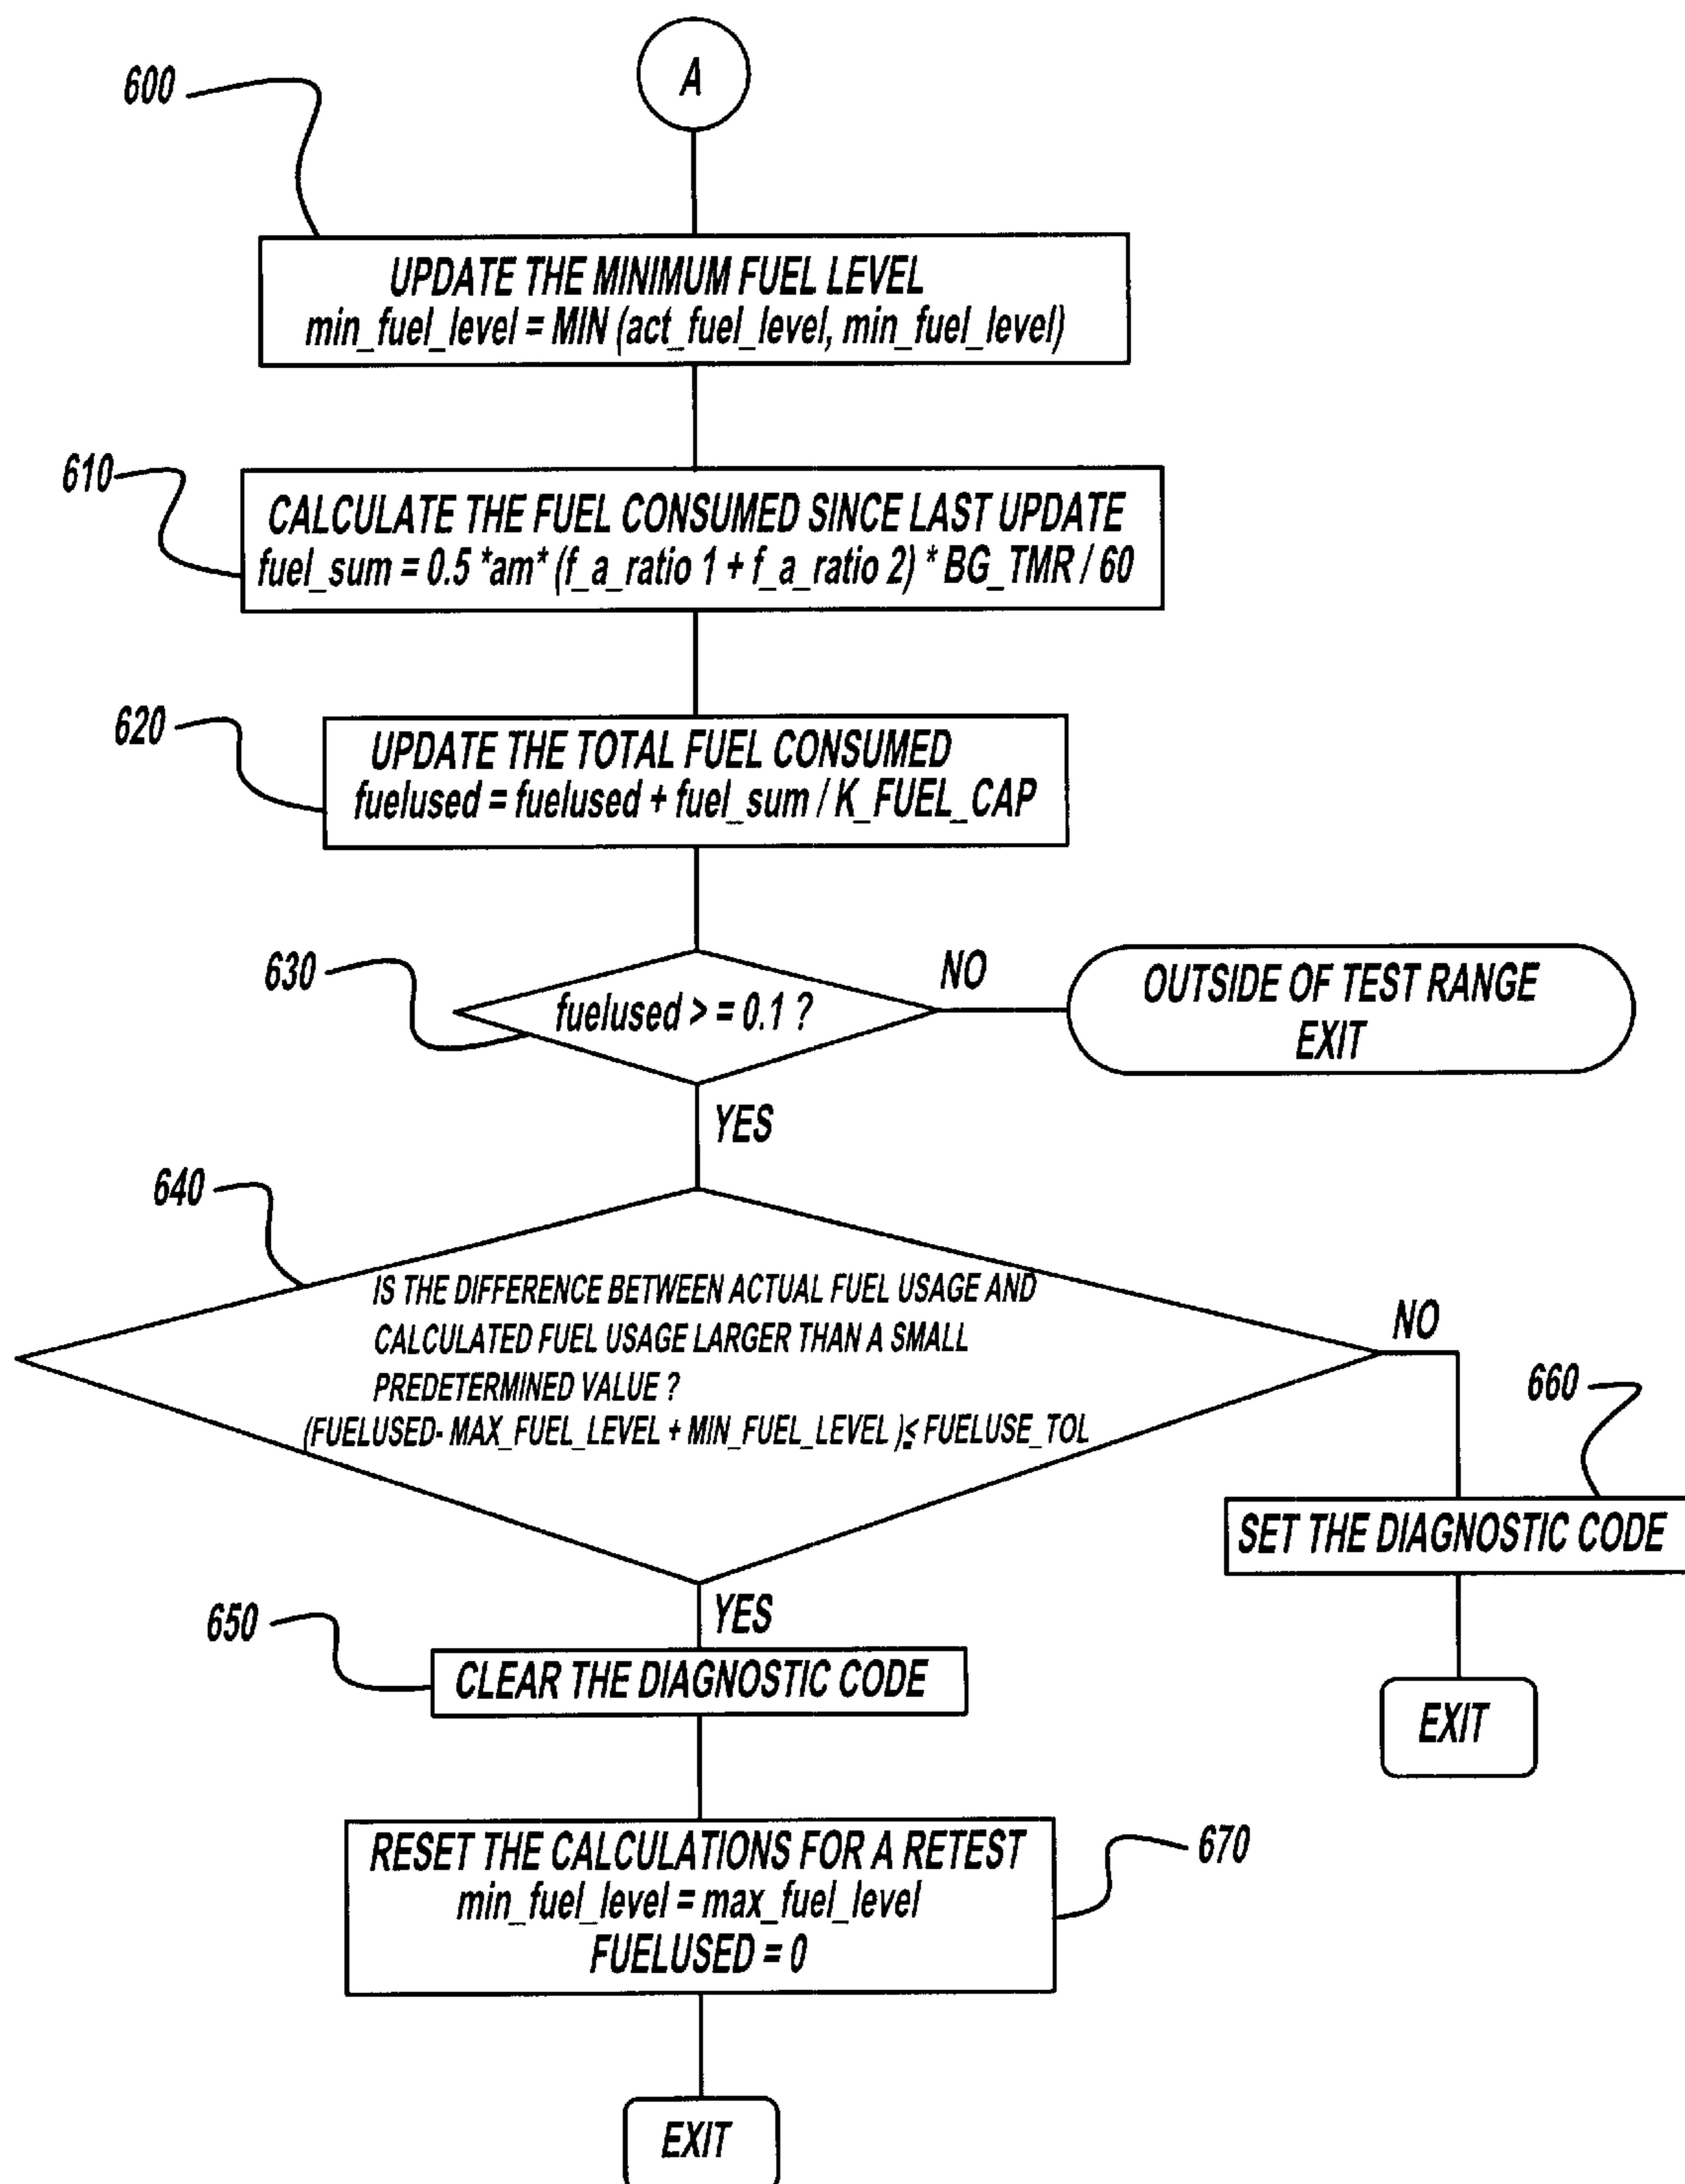 A
600
UPDATE THE MINIMUM FUEL LEVEL
min_fuel_level = MIN (act_fuel_level, min_fuel_level)
610
CALCULATE THE FUEL CONSUMED SINCE LAST UPDATE
fuel_sum = 0.5 *am* (f_a_ratio 1 + f_a_ratio 2) * BG_TMR / 60
620
UPDATE THE TOTAL FUEL CONSUMED
fuelused = fuelused + fuel_sum / K_FUEL_CAP
630
fuelused > = 0.1 ?
NO
OUTSIDE OF TEST RANGE
EXIT
YES
640
IS THE DIFFERENCE BETWEEN ACTUAL FUEL USAGE AND
CALCULATED FUEL USAGE LARGER THAN A SMALL
PREDETERMINED VALUE ?
(FUELUSED- MAX_FUEL_LEVEL + MIN_FUEL_LEVEL )≤ FUELUSE_TOL
NO
660
SET THE DIAGNOSTIC CODE
EXIT
YES
650
CLEAR THE DIAGNOSTIC CODE
RESET THE CALCULATIONS FOR A RETEST
min_fuel_level = max_fuel_level
FUELUSED = 0
670
EXIT